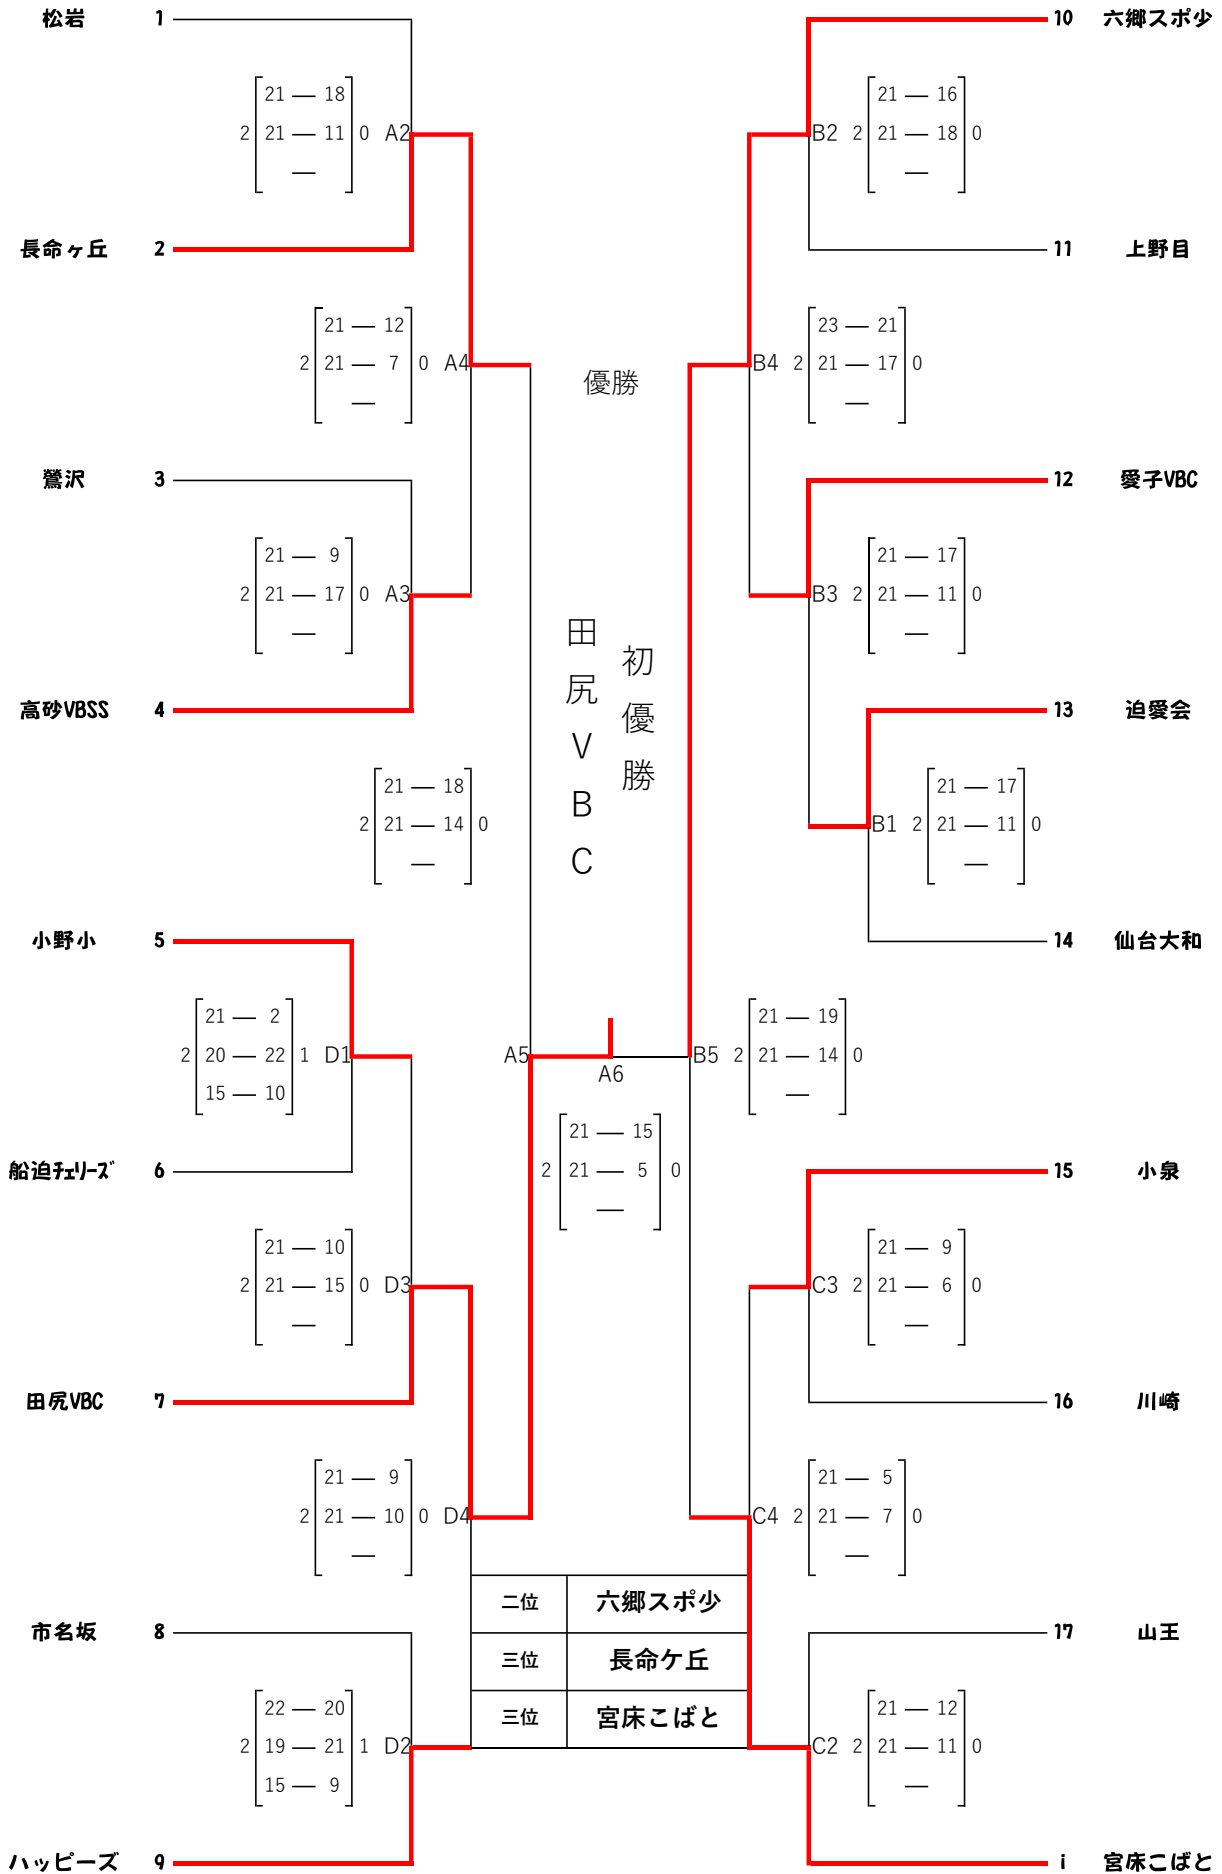 松岩 1
10 六郷スポ少
21 — 18
2 21 — 11 0 A2
—
B2 2 21 — 18 0
21 — 16
—
長命ヶ丘 2
11 上野目
21 — 12
2 21 — 7 0 A4
—
23 — 21
B4 2 21 — 17 0
—
優勝
鶯沢 3
12 愛子VBC
21 — 9
2 21 — 17 0 A3
—
21 — 17
B3 2 21 — 11 0
—
田尻VBC
初優勝
高砂VBSS 4
13 迫愛会
21 — 18
2 21 — 14 0
—
21 — 17
B1 2 21 — 11 0
—
小野小 5
14 仙台大和
21 — 2
2 20 — 22 1 D1
15 — 10
A5
A6
B5
21 — 19
2 21 — 14 0
—
21 — 15
2 21 — 5 0
—
船迫ﾁｪﾘｰｽﾞ 6
15 小泉
21 — 10
2 21 — 15 0 D3
—
21 — 9
C3 2 21 — 6 0
—
田尻VBC 7
16 川崎
21 — 9
2 21 — 10 0 D4
—
21 — 5
C4 2 21 — 7 0
—
二位 六郷スポ少
三位 長命ケ丘
三位 宮床こばと
市名坂 8
17 山王
22 — 20
2 19 — 21 1 D2
15 — 9
21 — 12
C2 2 21 — 11 0
—
ハッピーズ 9
i 宮床こばと